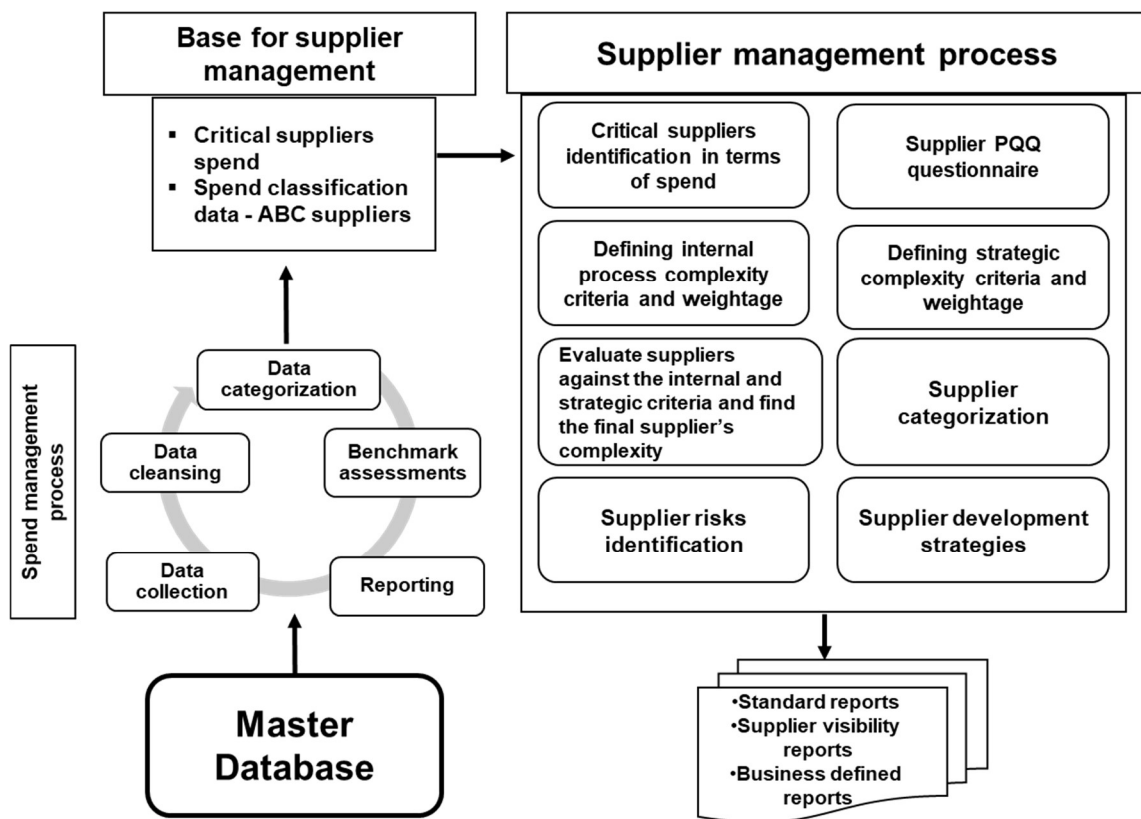 Base for supplier
management
▪ Critical suppliers
spend
▪ Spend classification
data - ABC suppliers
Spend management
process
Data
categorization
Data
cleansing
Benchmark
assessments
Data
collection
Reporting
Master
Database
Supplier management process
Critical suppliers
identification in terms
of spend
Supplier PQQ
questionnaire
Defining internal
process complexity
criteria and weightage
Defining strategic
complexity criteria and
weightage
Evaluate suppliers
against the internal and
strategic criteria and find
the final supplier's
complexity
Supplier
categorization
Supplier risks
identification
Supplier development
strategies
•Standard reports
•Supplier visibility
reports
•Business defined
reports